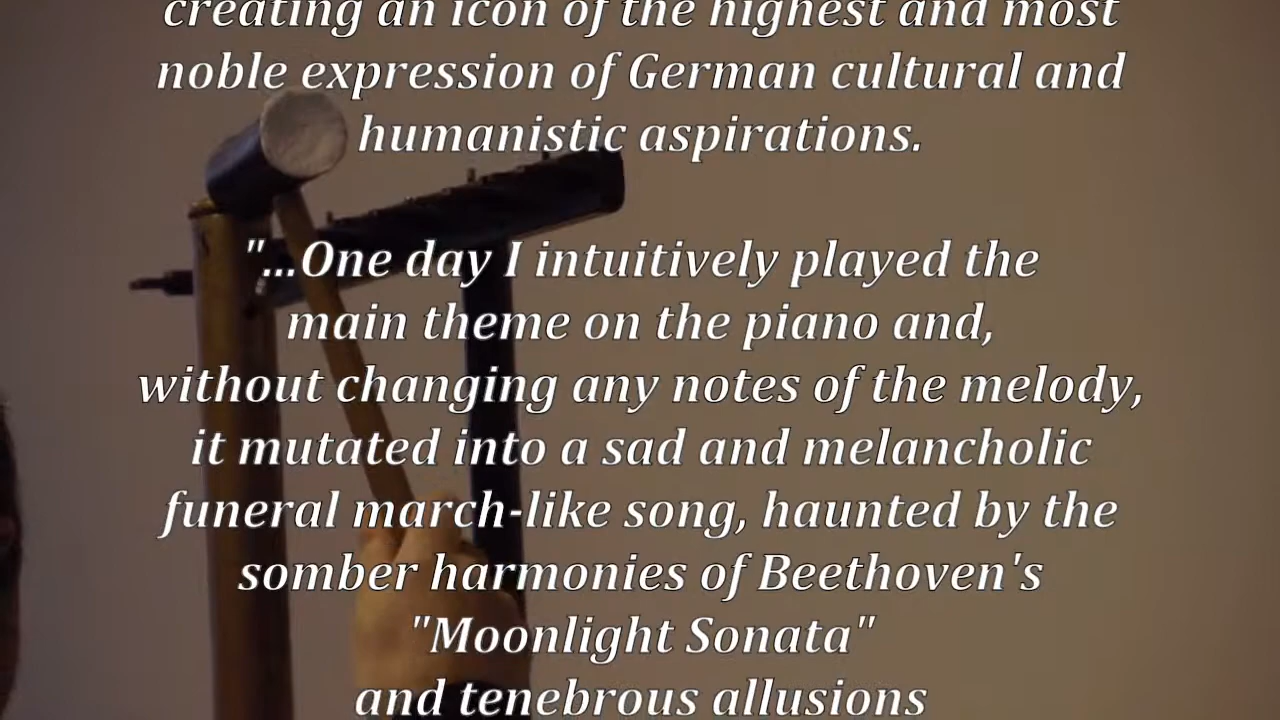 creating an icon of the highest and most
noble expression of German cultural and
humanistic aspirations.
"...One day I intuitively played the
main theme on the piano and,
without changing any notes of the melody,
it mutated into a sad and melancholic
funeral march-like song, haunted by the
somber harmonies of Beethoven's
"Moonlight Sonata"
and tenebrous allusions